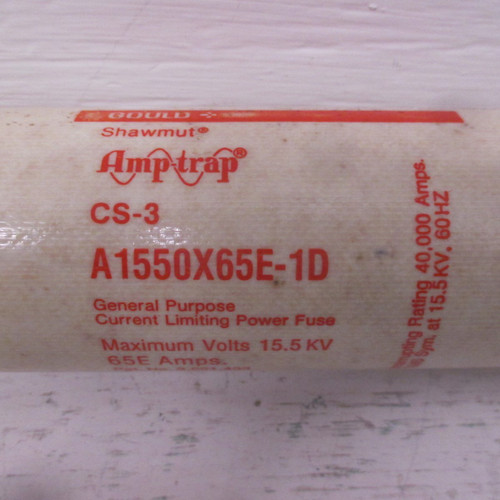 GOULD
Shawmut®
Amp-trap®
CS-3
A1550X65E-1D
General Purpose
Current Limiting Power Fuse
Maximum Volts 15.5 KV
65E Amps.
Rating 40,000 Amps.
Sym. at 15.5KV, 60HZ